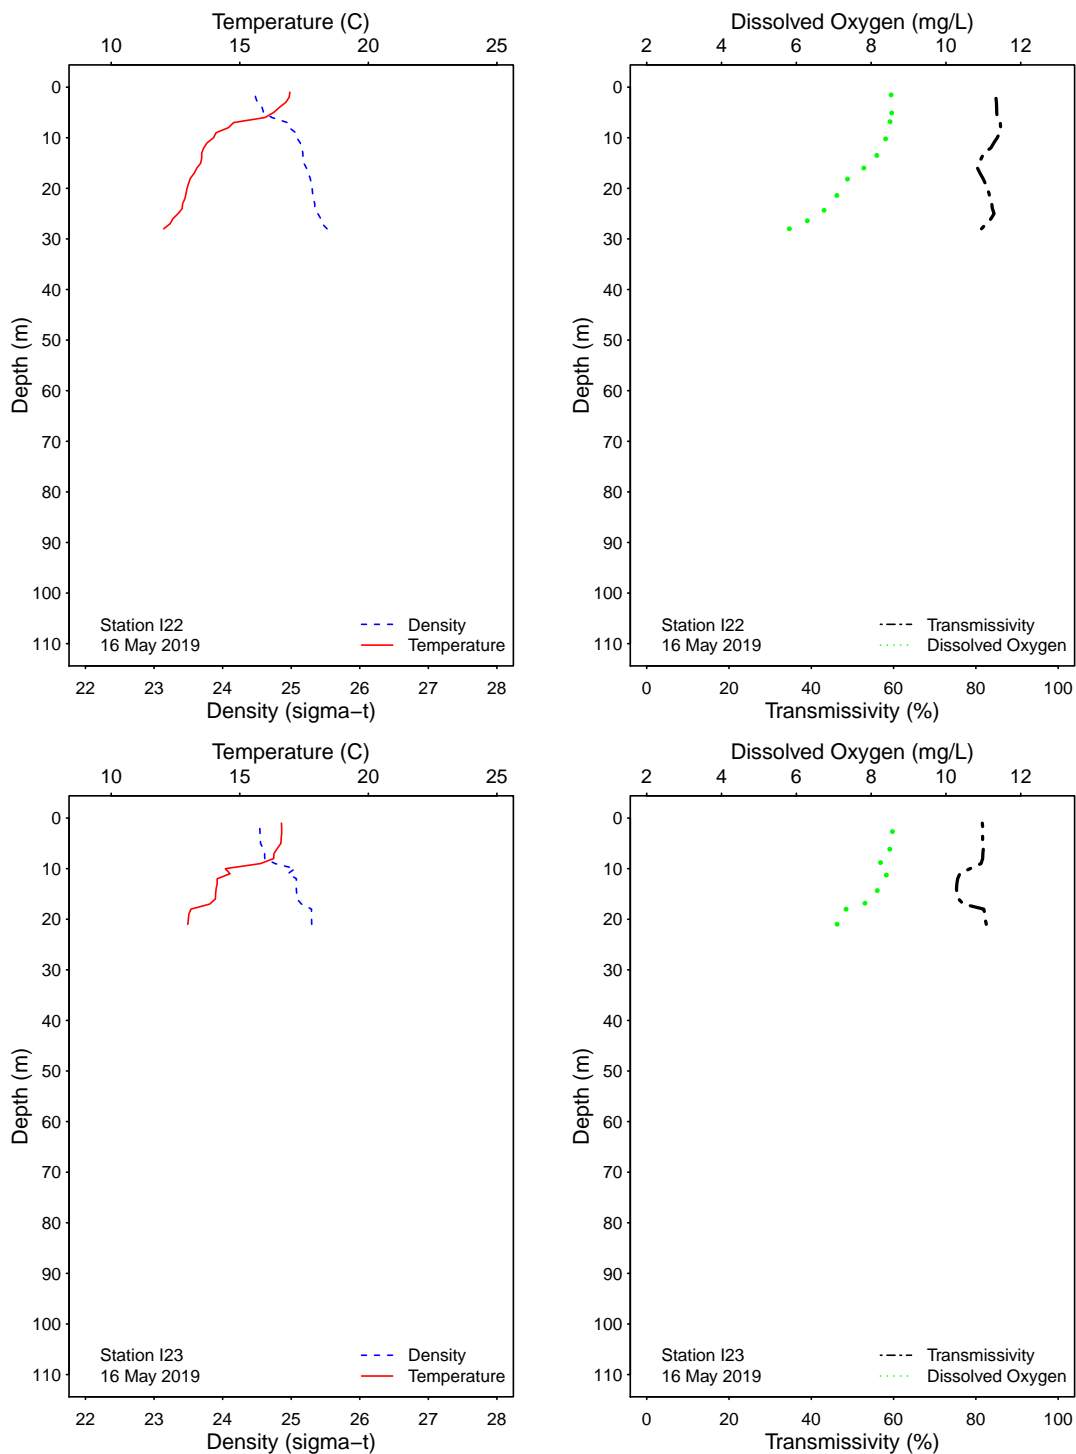 Temperature (C)
10 15 20 25
0
10
20
30
40
50
60
70
80
90
100
110
Depth (m)
Station I22
16 May 2019
Density
Temperature
22 23 24 25 26 27 28
Density (sigma−t)
Dissolved Oxygen (mg/L)
2 4 6 8 10 12
0
10
20
30
40
50
60
70
80
90
100
110
Depth (m)
Station I22
16 May 2019
Transmissivity
Dissolved Oxygen
0 20 40 60 80 100
Transmissivity (%)
Temperature (C)
10 15 20 25
0
10
20
30
40
50
60
70
80
90
100
110
Depth (m)
Station I23
16 May 2019
Density
Temperature
22 23 24 25 26 27 28
Density (sigma−t)
Dissolved Oxygen (mg/L)
2 4 6 8 10 12
0
10
20
30
40
50
60
70
80
90
100
110
Depth (m)
Station I23
16 May 2019
Transmissivity
Dissolved Oxygen
0 20 40 60 80 100
Transmissivity (%)